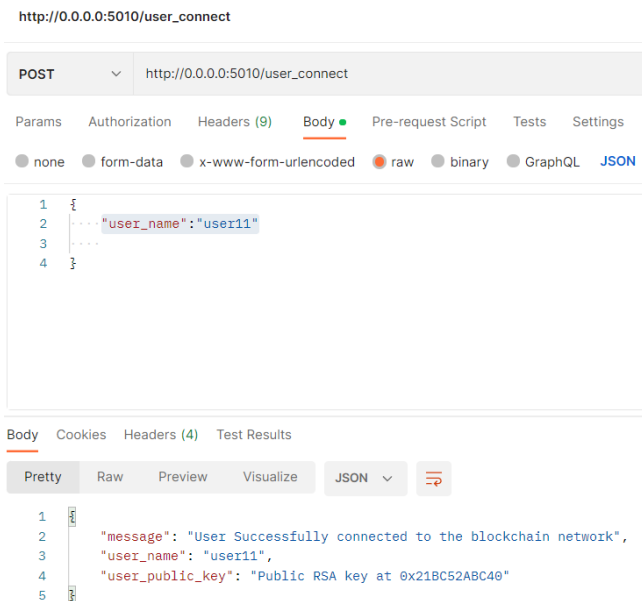 http://0.0.0.0:5010/user_connect
POST http://0.0.0.0:5010/user_connect
Params Authorization Headers (9) Body Pre-request Script Tests Settings
none form-data x-www-form-urlencoded raw binary GraphQL JSON
1 {
2 "user_name":"user11"
3
4 }
Body Cookies Headers (4) Test Results
Pretty Raw Preview Visualize JSON
1 {
2 "message": "User Successfully connected to the blockchain network",
3 "user_name": "user11",
4 "user_public_key": "Public RSA key at 0x21BC52ABC40"
5 }